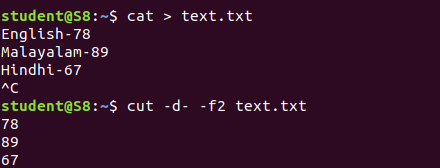 student@S8:~$ cat > text.txt
English-78
Malayalam-89
Hindhi-67
^C
student@S8:~$ cut -d- -f2 text.txt
78
89
67